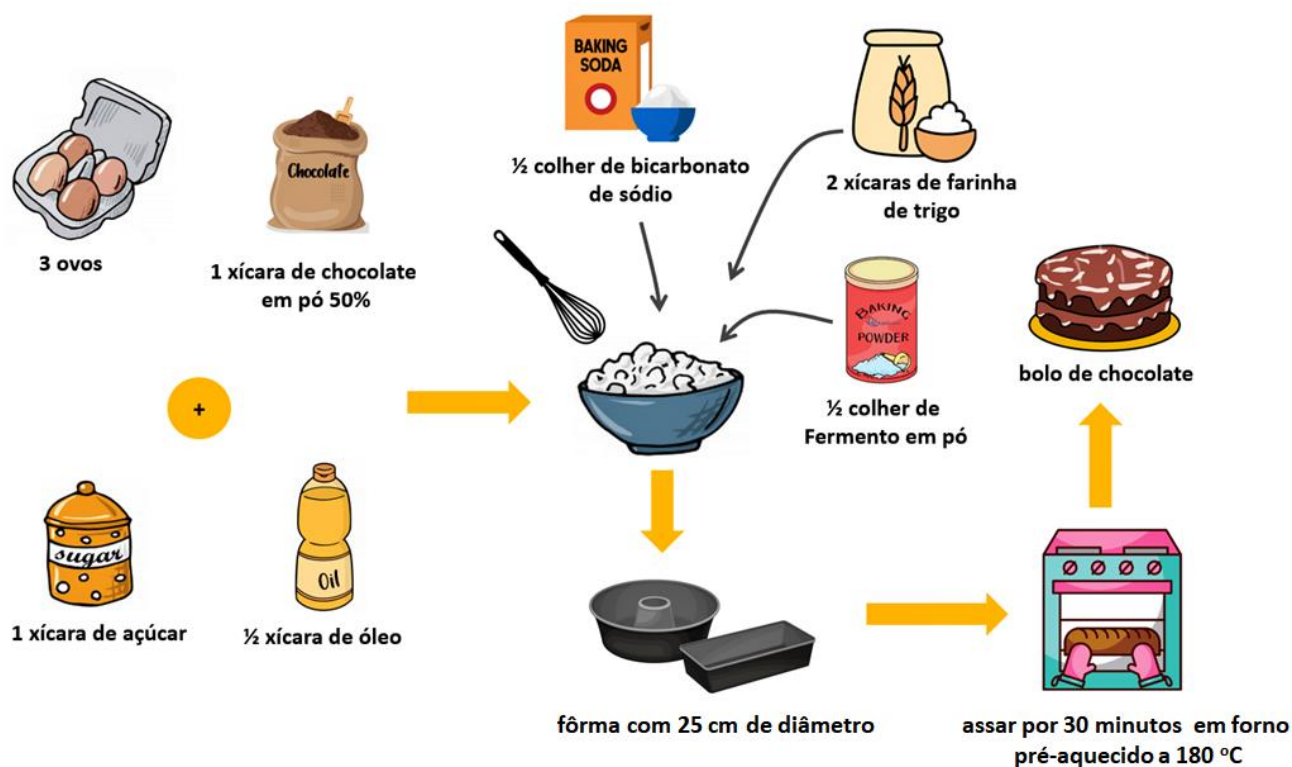 3 ovos
Chocolate
1 xícara de chocolate
em pó 50%
+
sugar
1 xícara de açúcar
Oil
½ xícara de óleo
BAKING
SODA
½ colher de bicarbonato
de sódio
2 xícaras de farinha
de trigo
BAKING
POWDER
½ colher de
Fermento em pó
fôrma com 25 cm de diâmetro
assar por 30 minutos em forno
pré-aquecido a 180 ºC
bolo de chocolate